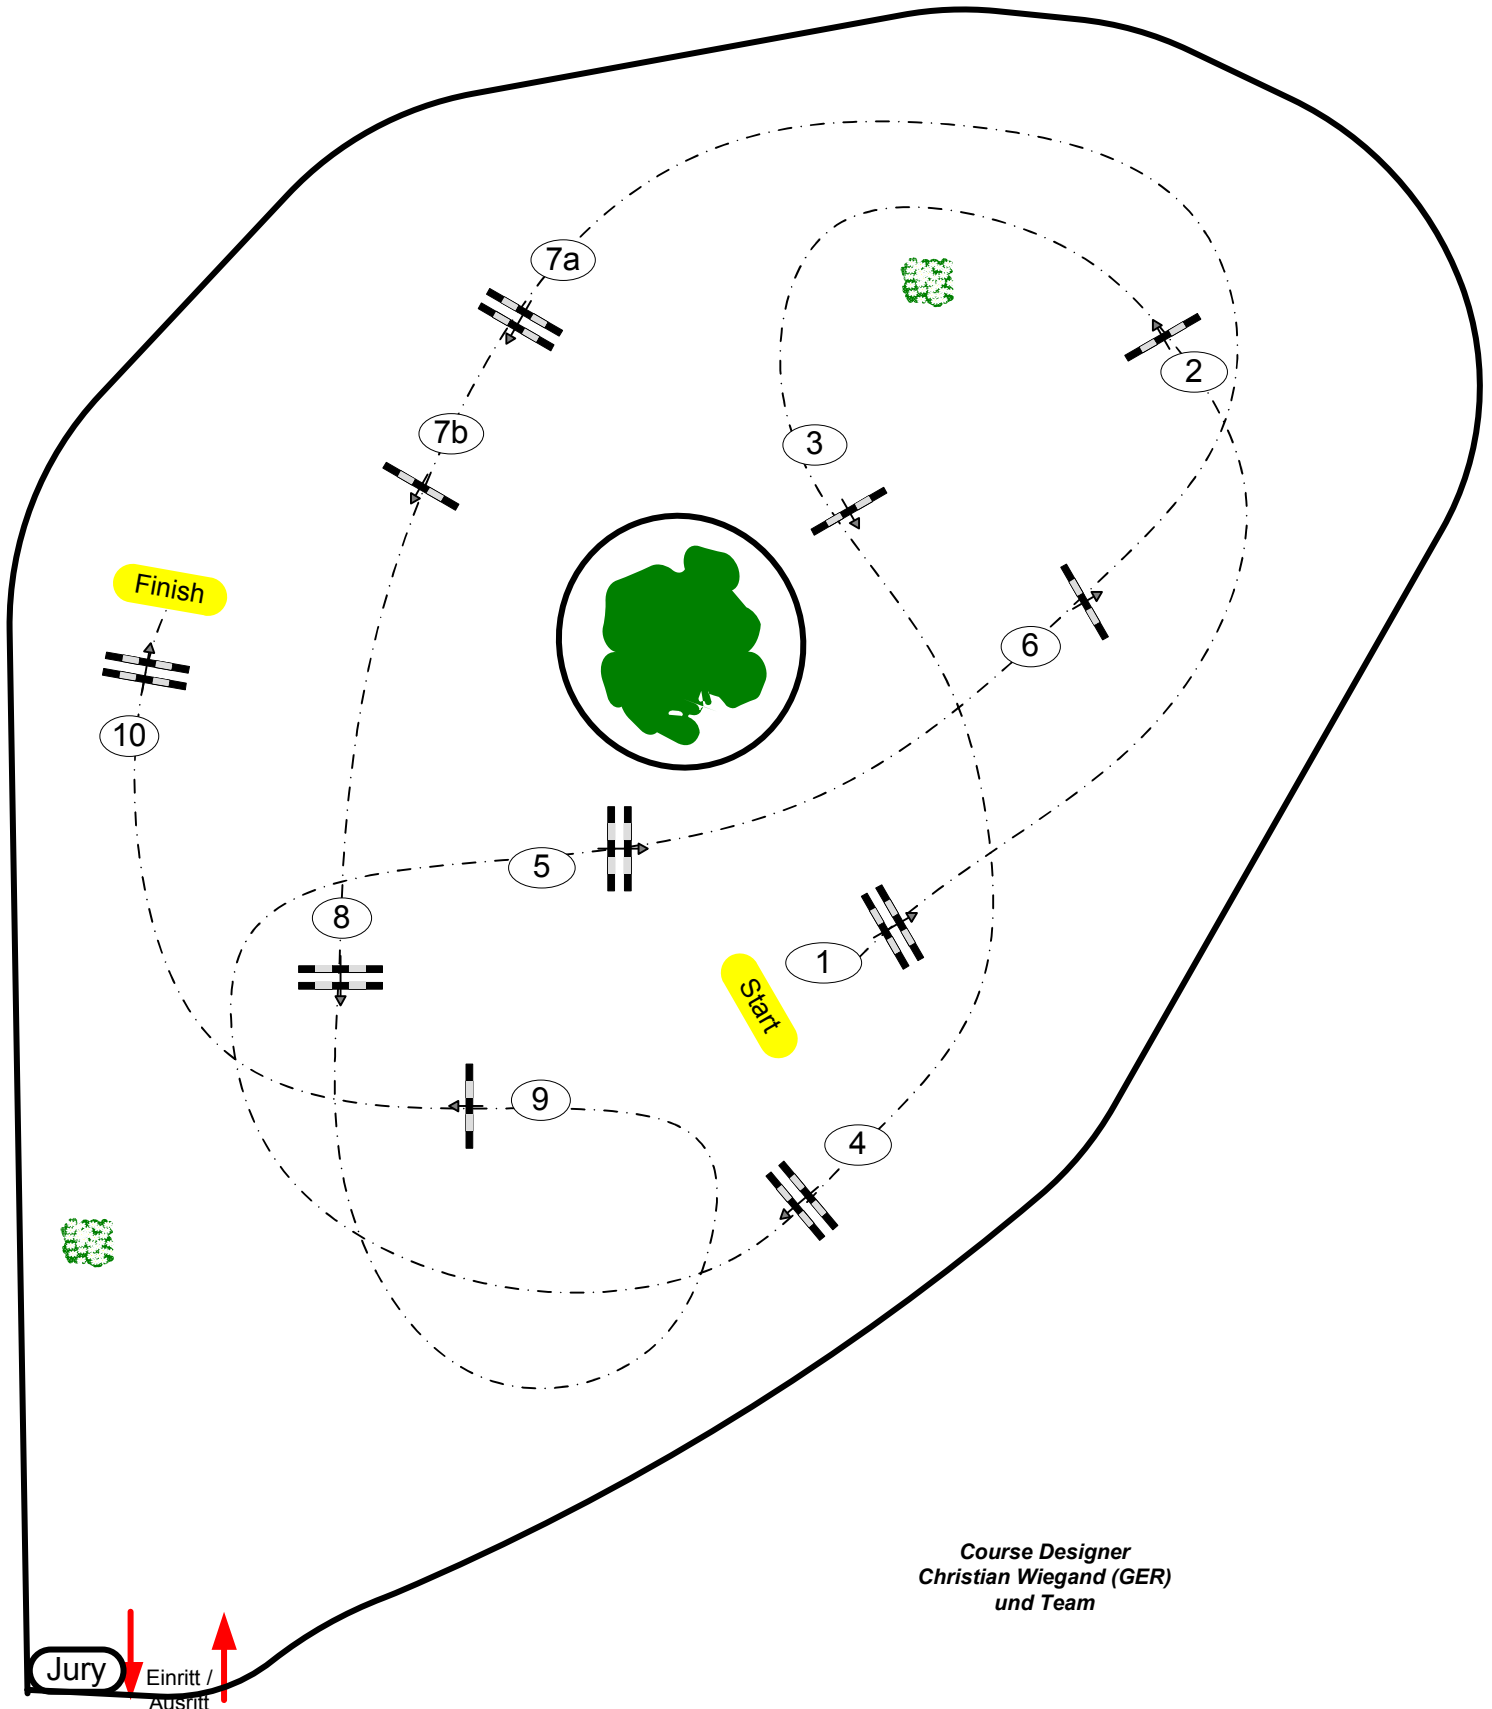 7a
2
7b
3
Finish
6
10
5
8
1
Start
9
4
Course Designer
Christian Wiegand (GER)
und Team
Jury
Einritt /
Ausritt